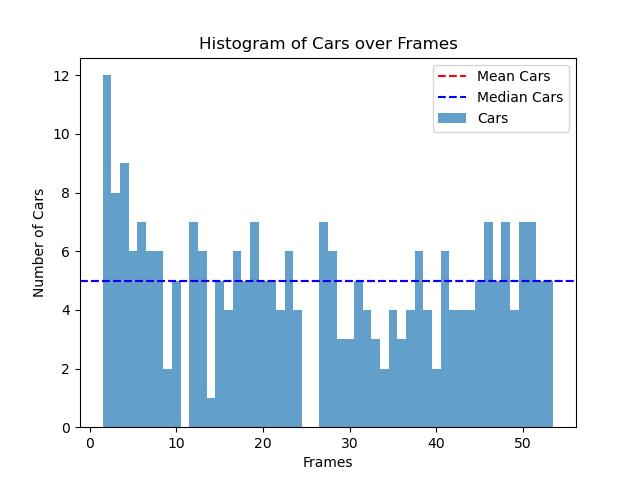 Histogram of Cars over Frames
Mean Cars
Median Cars
Cars
12
10
8
6
4
2
0
Number of Cars
0 10 20 30 40 50
Frames